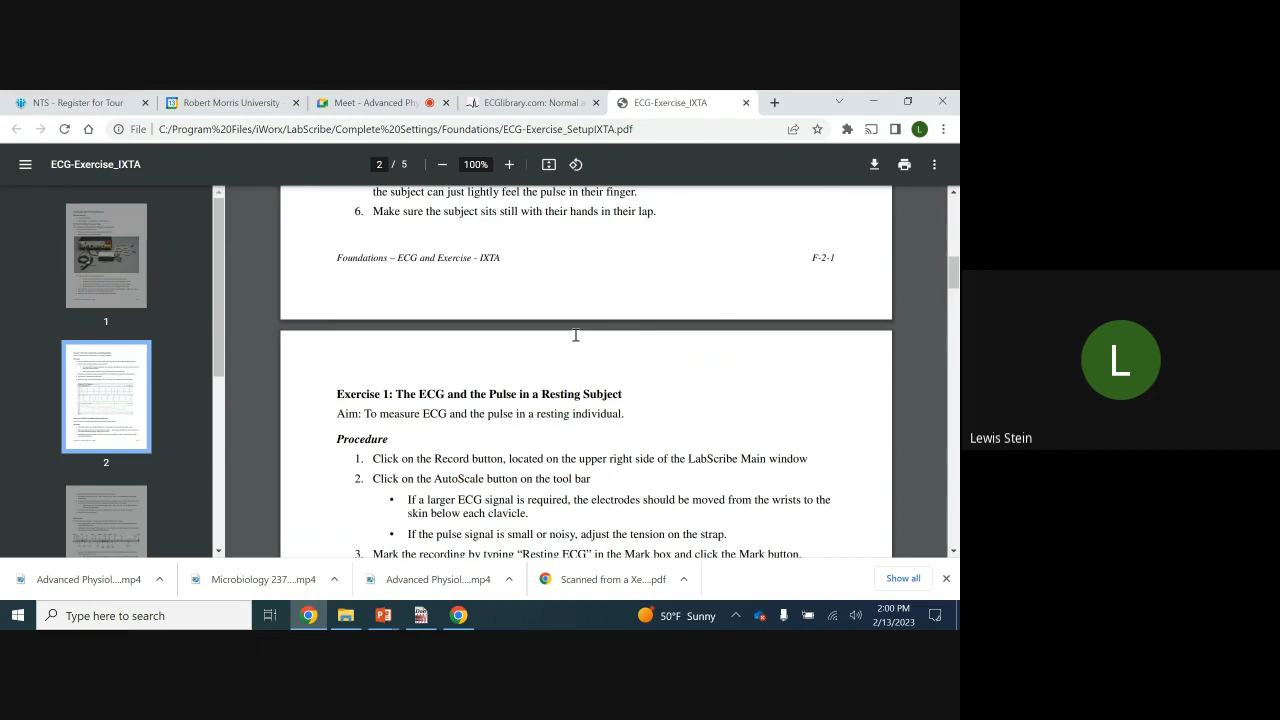 NTS - Register for Tour
Robert Morris University
Meet - Advanced Phy
ECGlibrary.com: Normal a
ECG-Exercise_IXTA
File C:/Program%20Files/iWorx/LabScribe/Complete%20Settings/Foundations/ECG-Exercise_SetupIXTA.pdf
L
ECG-Exercise_IXTA
2 / 5
100%
1
2
the subject can just lightly feel the pulse in their finger.
6. Make sure the subject sits still with their hands in their lap.
Foundations – ECG and Exercise - IXTA F-2-1
Exercise 1: The ECG and the Pulse in a Resting Subject
Aim: To measure ECG and the pulse in a resting individual.
Procedure
1. Click on the Record button, located on the upper right side of the LabScribe Main window
2. Click on the AutoScale button on the tool bar
• If a larger ECG signal is required, the electrodes should be moved from the wrists to the
skin below each clavicle.
• If the pulse signal is small or noisy, adjust the tension on the strap.
3. Mark the recording by typing “Resting ECG” in the Mark box and click the Mark button.
Advanced Physiol....mp4
Microbiology 237....mp4
Advanced Physiol....mp4
Scanned from a Xe....pdf
Show all
Type here to search
50°F Sunny
2:00 PM
2/13/2023
L
Lewis Stein